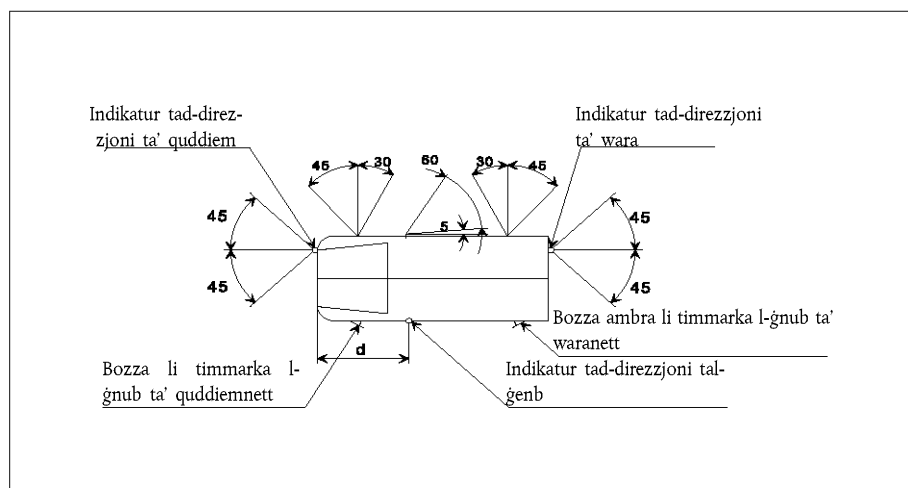 Indikatur tad-direz-
zjoni ta’ quddiem
Indikatur tad-direzzjoni
ta’ wara
45
30
60
30
45
45
5
45
45
45
Bozza ambra li timmarka l-ġnub ta’
waranett
d
Bozza li timmarka l-
ġnub ta’ quddiemnett
Indikatur tad-direzzjoni tal-
ġenb